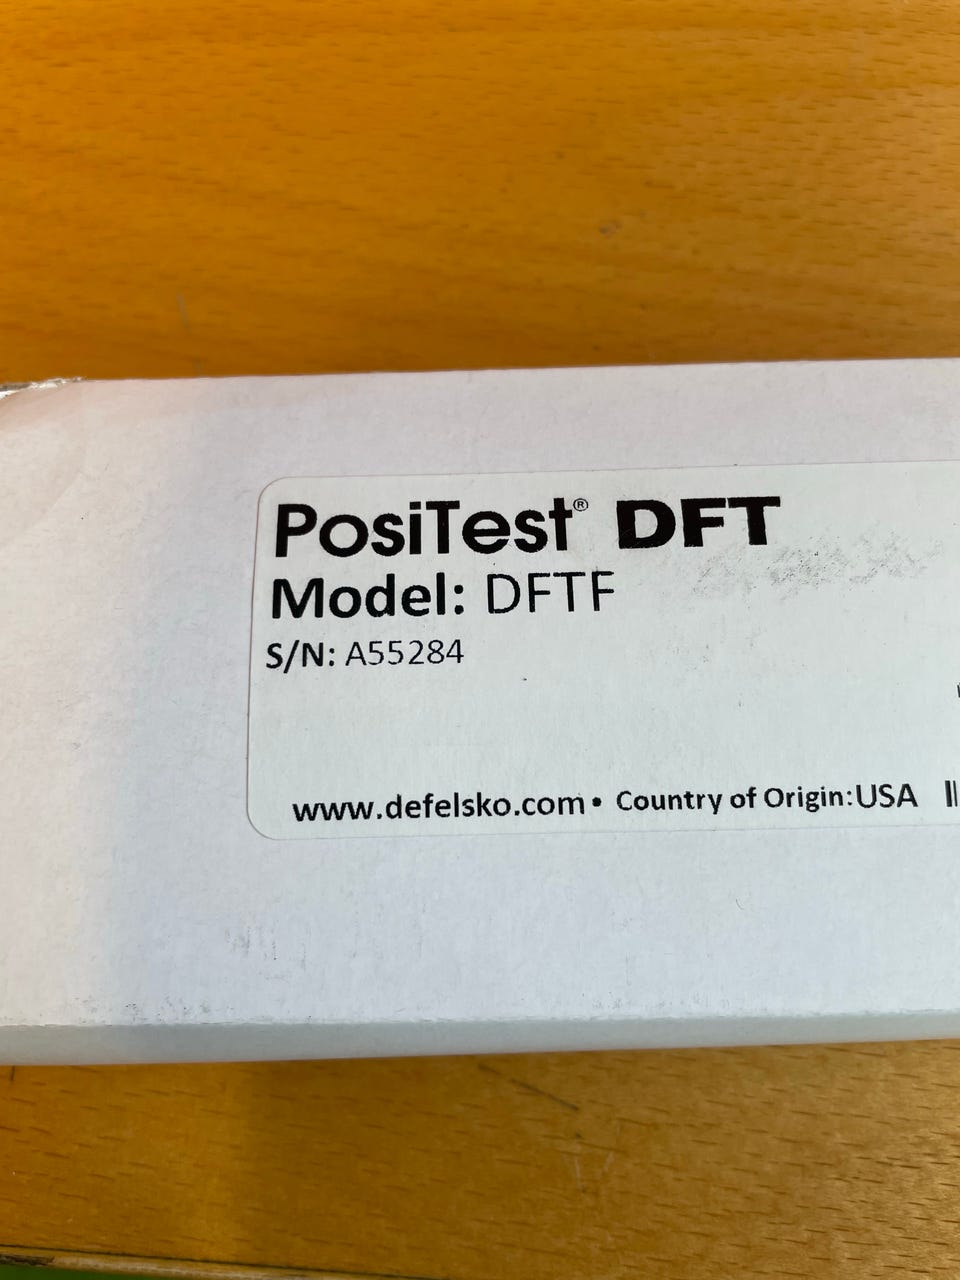 PosiTest® DFT
Model: DFTF
S/N: A55284
www.defelsko.com• Country of Origin:USA